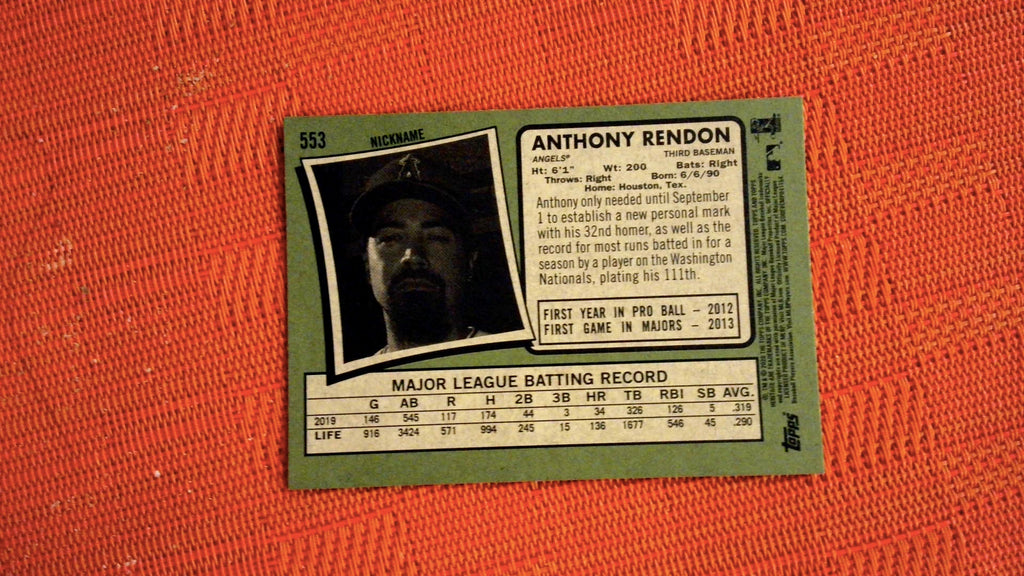 553
NICKNAME
ANTHONY RENDON
ANGELS® THIRD BASEMAN
Ht: 6'1" Wt: 200 Bats: Right
Throws: Right Born: 6/6/90
Home: Houston, Tex.
Anthony only needed until September
1 to establish a new personal mark
with his 32nd homer, as well as the
record for most runs batted in for a
season by a player on the Washington
Nationals, plating his 111th.
FIRST YEAR IN PRO BALL — 2012
FIRST GAME IN MAJORS — 2013
MAJOR LEAGUE BATTING RECORD
G AB R H 2B 3B HR TB RBI SB AVG.
2019 146 545 117 174 44 3 34 326 126 5 .319
LIFE 916 3424 571 994 245 15 136 1677 546 45 .290
A
TOPPS